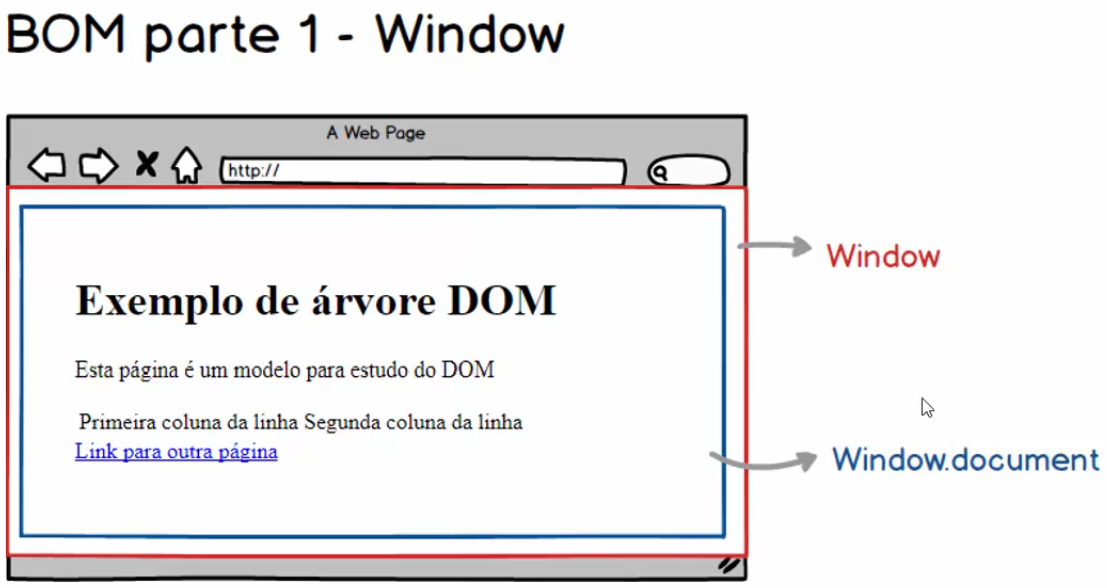 BOM parte 1 - Window
A Web Page
http://
Window
Exemplo de árvore DOM
Esta página é um modelo para estudo do DOM
Primeira coluna da linha Segunda coluna da linha
Link para outra página
Window.document